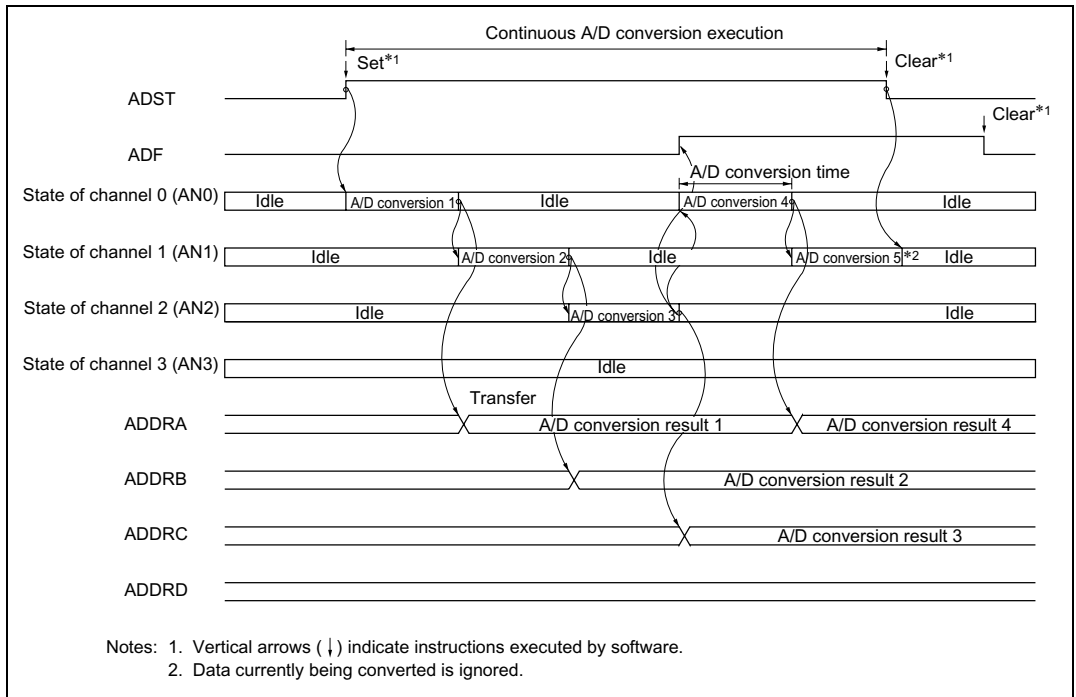 Continuous A/D conversion execution
Set*1
Clear*1
ADST
Clear*1
ADF
A/D conversion time
State of channel 0 (AN0)
Idle
A/D conversion 1
Idle
A/D conversion 4
Idle
State of channel 1 (AN1)
Idle
A/D conversion 2
Idle
A/D conversion 5
*2
Idle
State of channel 2 (AN2)
Idle
A/D conversion 3
Idle
State of channel 3 (AN3)
Idle
Transfer
ADDRA
A/D conversion result 1
A/D conversion result 4
ADDRB
A/D conversion result 2
ADDRC
A/D conversion result 3
ADDRD
Notes: 1. Vertical arrows (↓) indicate instructions executed by software.
2. Data currently being converted is ignored.